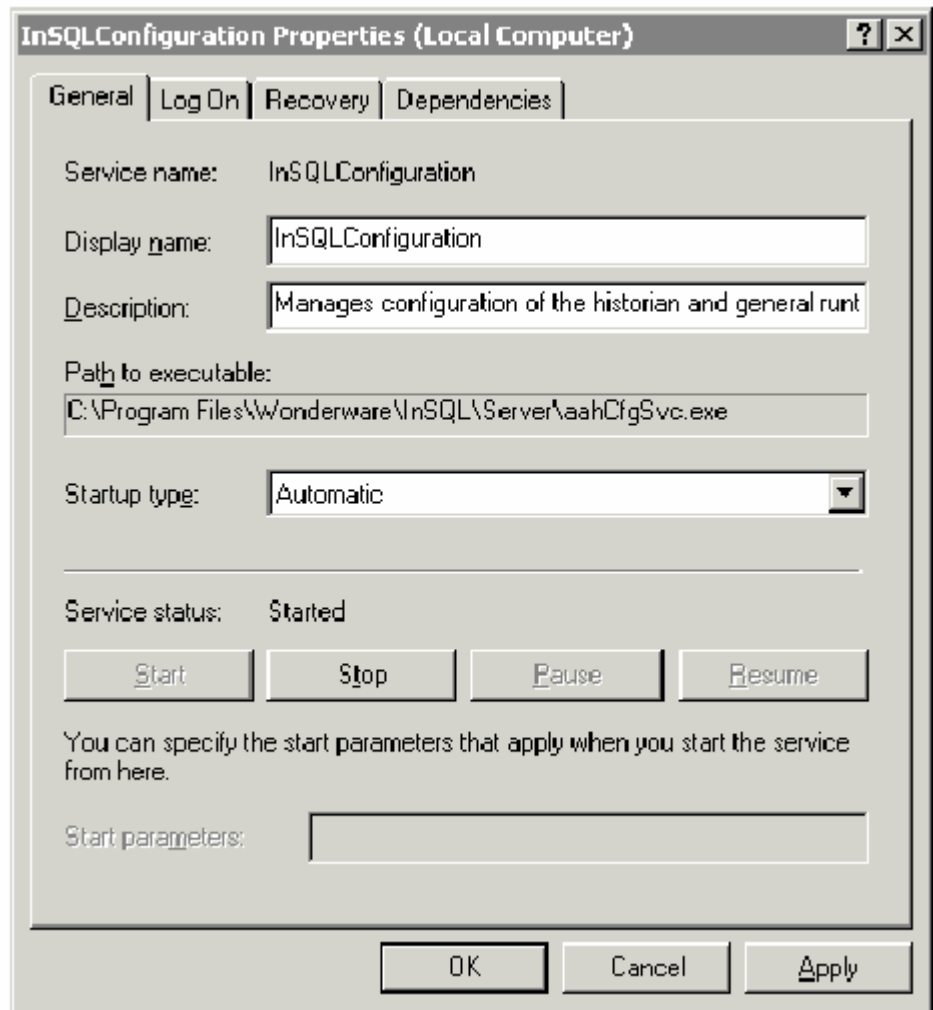 InSQLConfiguration Properties (Local Computer)
General Log On Recovery Dependencies
Service name: InSQLConfiguration
Display name: InSQLConfiguration
Description: Manages configuration of the historian and general runt
Path to executable:
C:\Program Files\Wonderware\InSQL\Server\aahCfgSvc.exe
Startup type: Automatic
Service status: Started
Start Stop Pause Resume
You can specify the start parameters that apply when you start the service
from here.
Start parameters:
OK Cancel Apply